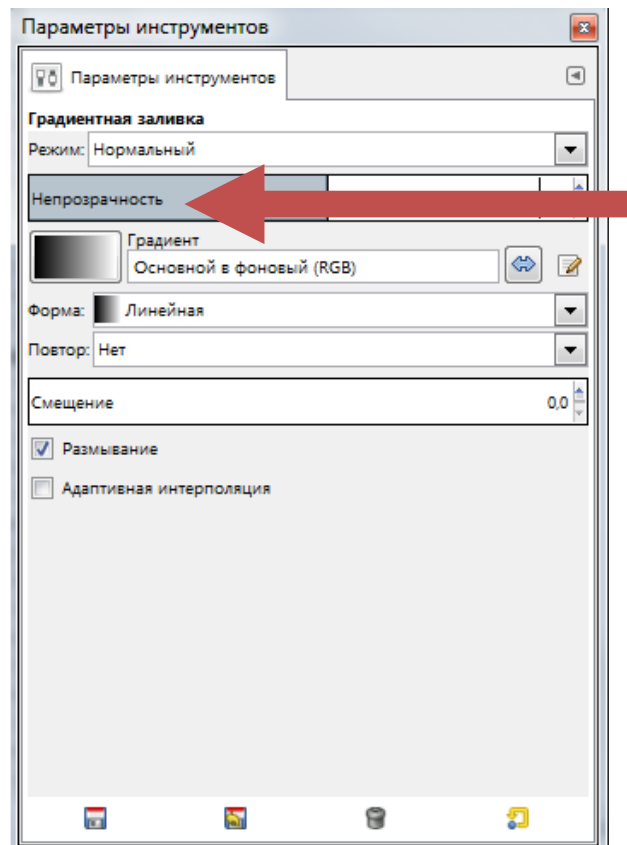 Параметры инструментов
Параметры инструментов
Градиентная заливка
Режим: Нормальный
Непрозрачность
Градиент
Основной в фоновый (RGB)
Форма: Линейная
Повтор: Нет
Смещение 0,0
Размывание
Адаптивная интерполяция